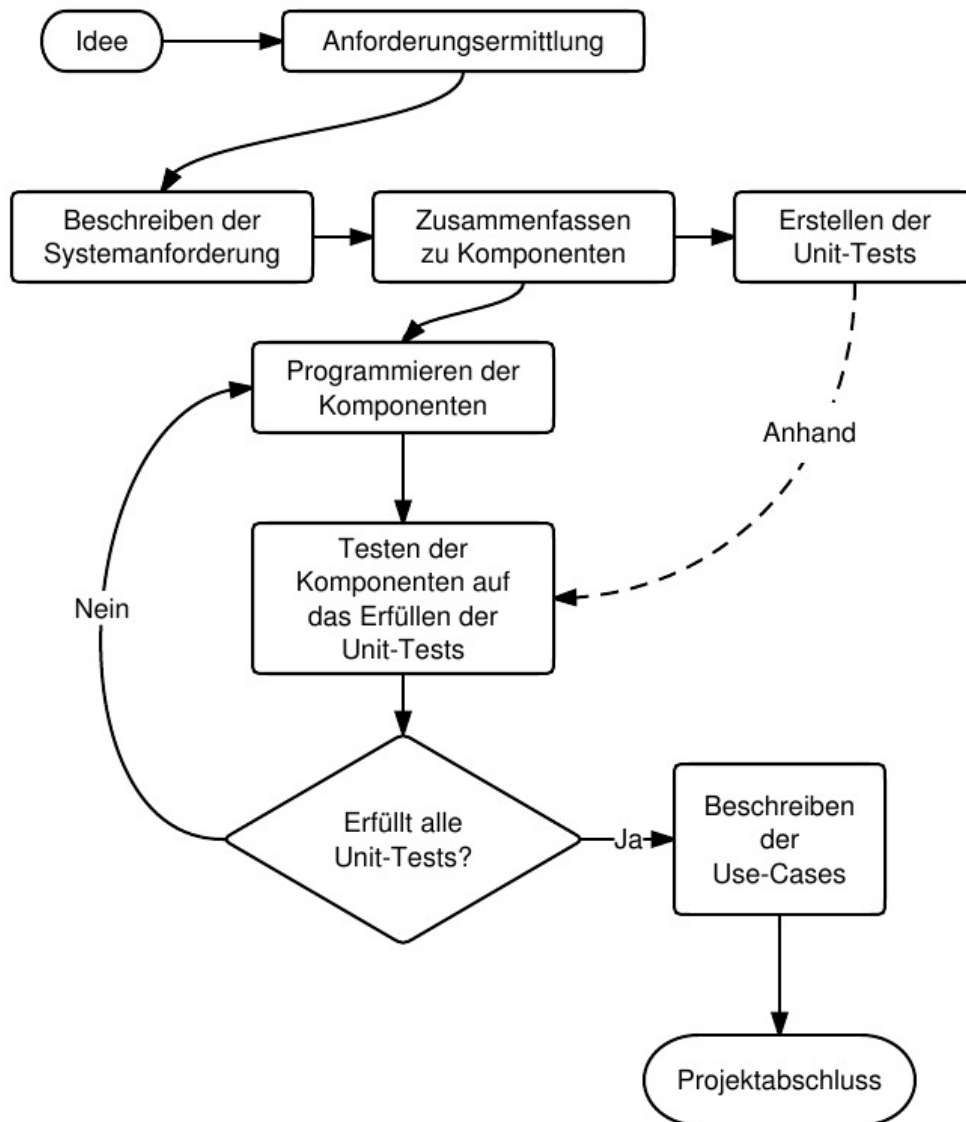 Idee
Anforderungsermittlung
Beschreiben der
Systemanforderung
Zusammenfassen
zu Komponenten
Erstellen der
Unit-Tests
Programmieren der
Komponenten
Anhand
Testen der
Komponenten auf
das Erfüllen der
Unit-Tests
Nein
Erfüllt alle
Unit-Tests?
Ja
Beschreiben
der
Use-Cases
Projektabschluss